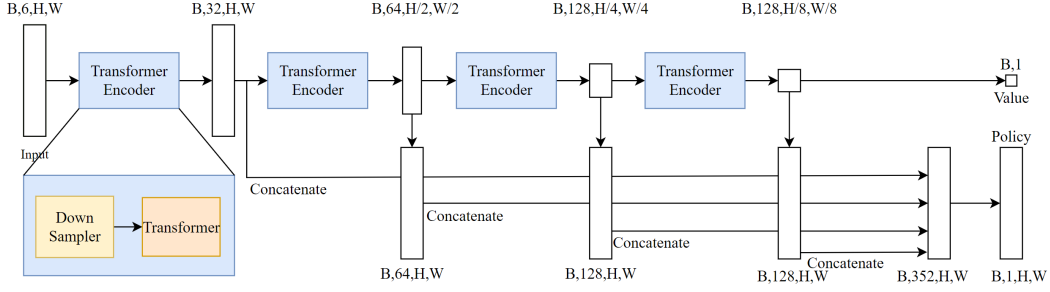 B,6,H,W
B,32,H,W
B,64,H/2,W/2
B,128,H/4,W/4
B,128,H/8,W/8
Transformer
Encoder
Transformer
Encoder
Transformer
Encoder
Transformer
Encoder
B,1
Value
Input
Policy
Down
Sampler
Transformer
Concatenate
Concatenate
Concatenate
Concatenate
B,64,H,W
B,128,H,W
B,128,H,W
B,352,H,W
B,1,H,W